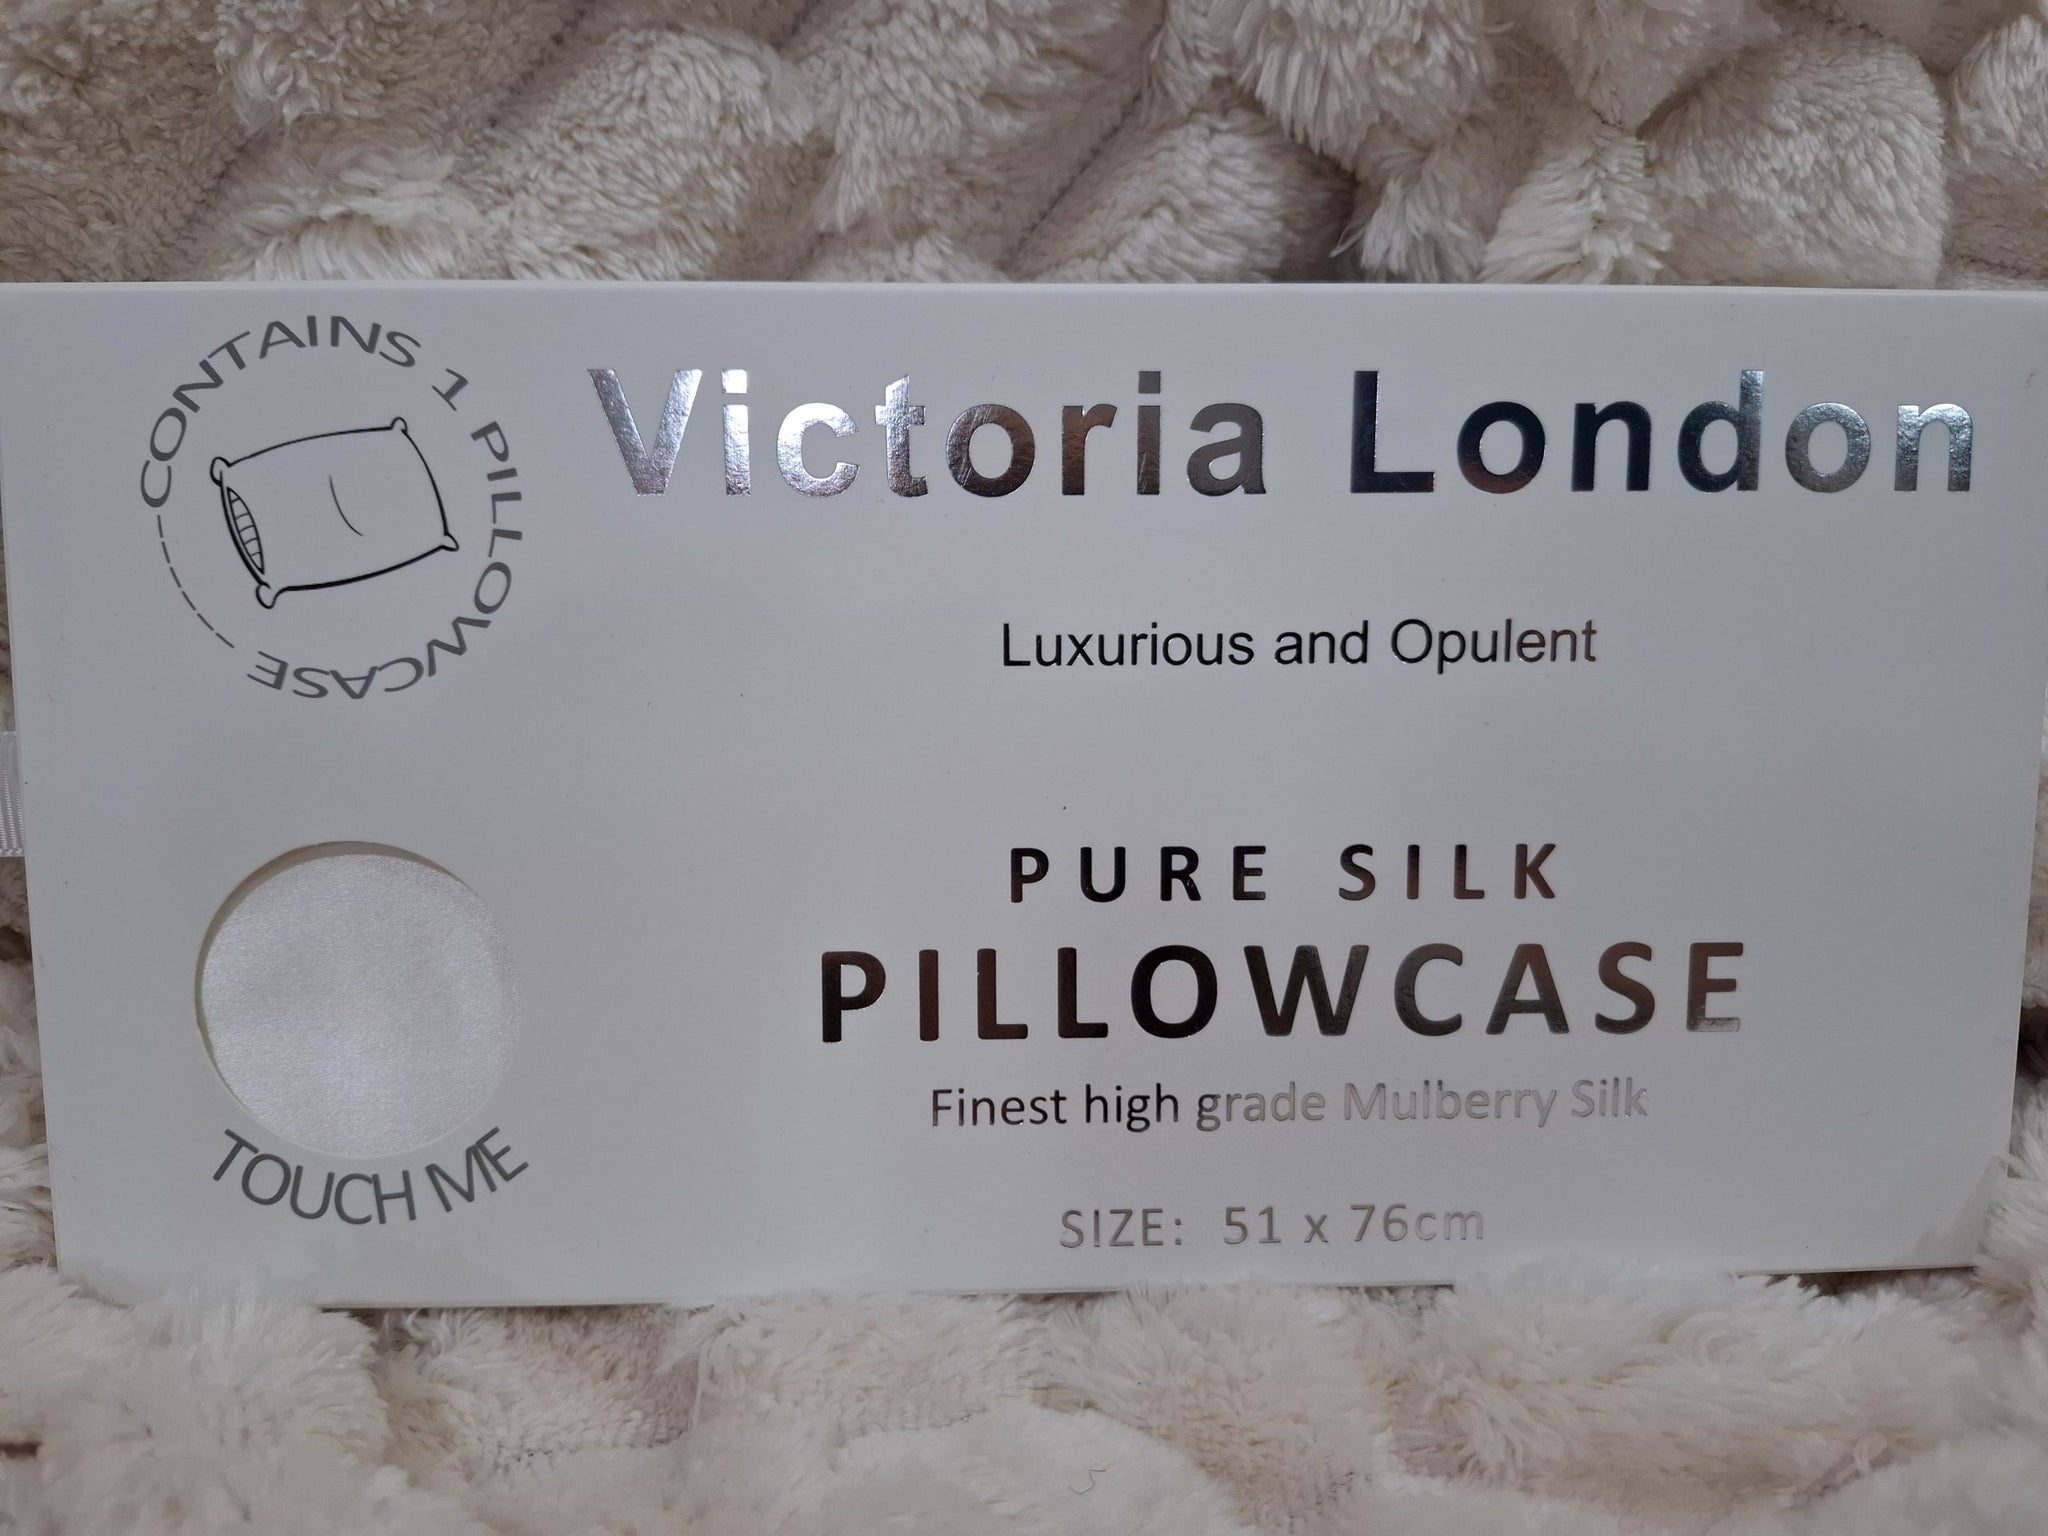 CONTAINS 1 PILLOWCASE
Victoria London
Luxurious and Opulent
PURE SILK
PILLOWCASE
Finest high grade Mulberry Silk
SIZE: 51 x 76cm
TOUCH ME